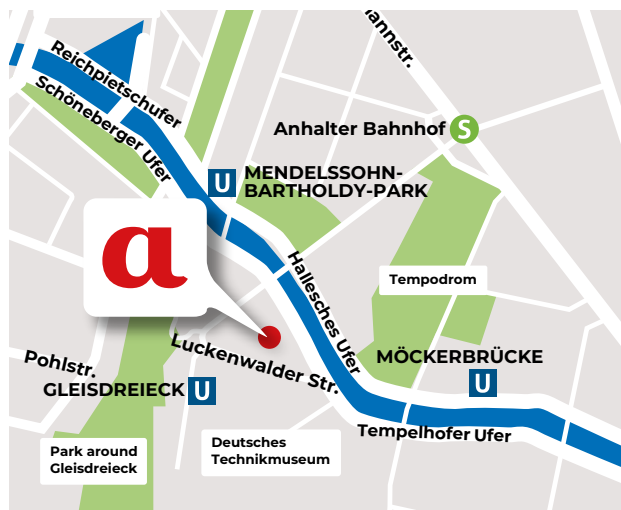 annstr.
Reichpietschufer
Schöneberger Ufer
Anhalter Bahnhof S
U MENDELSSOHN-
BARTHOLDY-PARK
a
Hallesches Ufer
Tempodrom
Luckenwalder Str.
MÖCKERBRÜCKE
U
Pohlstr.
GLEISDREIECK U
Tempelhofer Ufer
Deutsches
Technikmuseum
Park around
Gleisdreieck